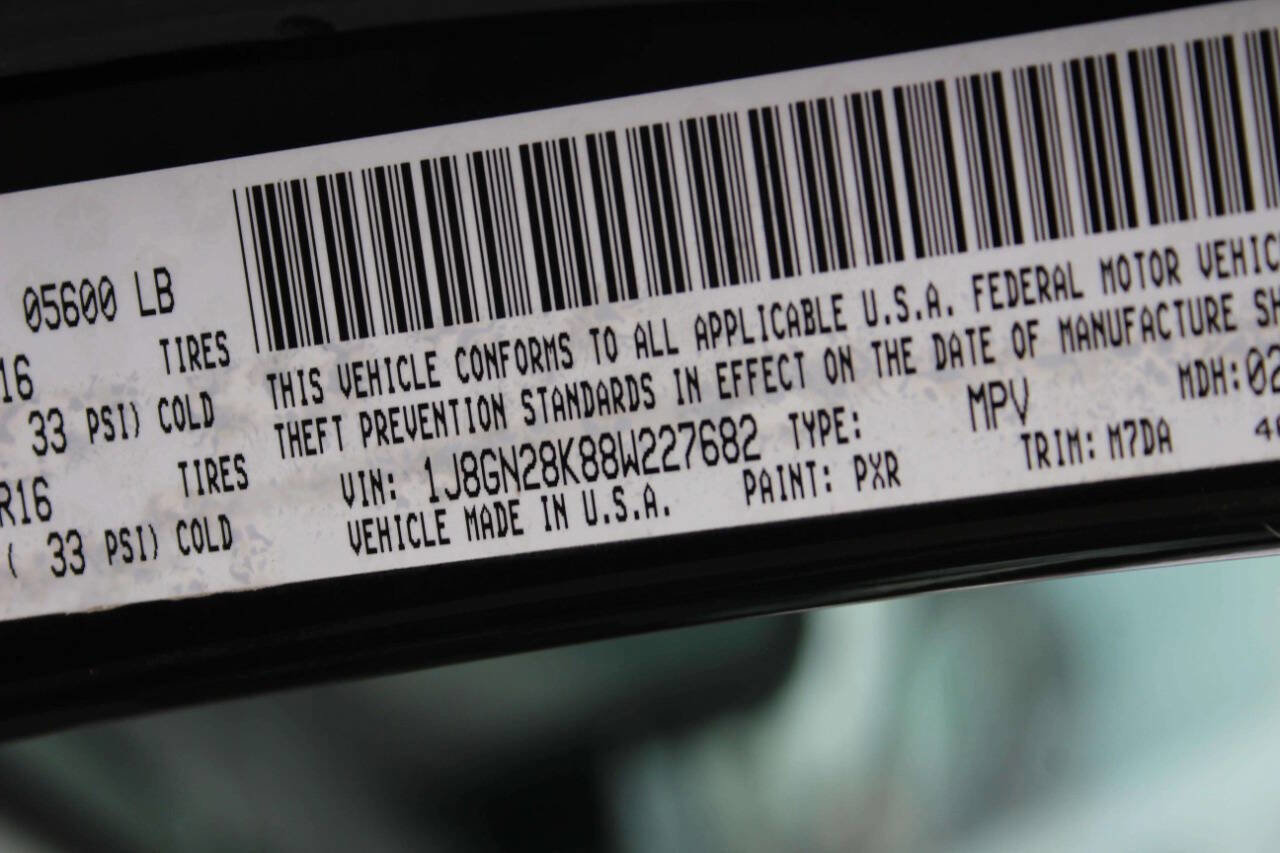 05600 LB
THIS VEHICLE CONFORMS TO ALL APPLICABLE U.S.A. FEDERAL MOTOR VEHIC
R16 TIRES
THEFT PREVENTION STANDARDS IN EFFECT ON THE DATE OF MANUFACTURE SH
33 PSI) COLD
VIN: 1J8GN28K88W227682 TYPE: MPV MDH:02
R16 TIRES
VEHICLE MADE IN U.S.A. PAINT: PXR TRIM: M7DA
( 33 PSI) COLD